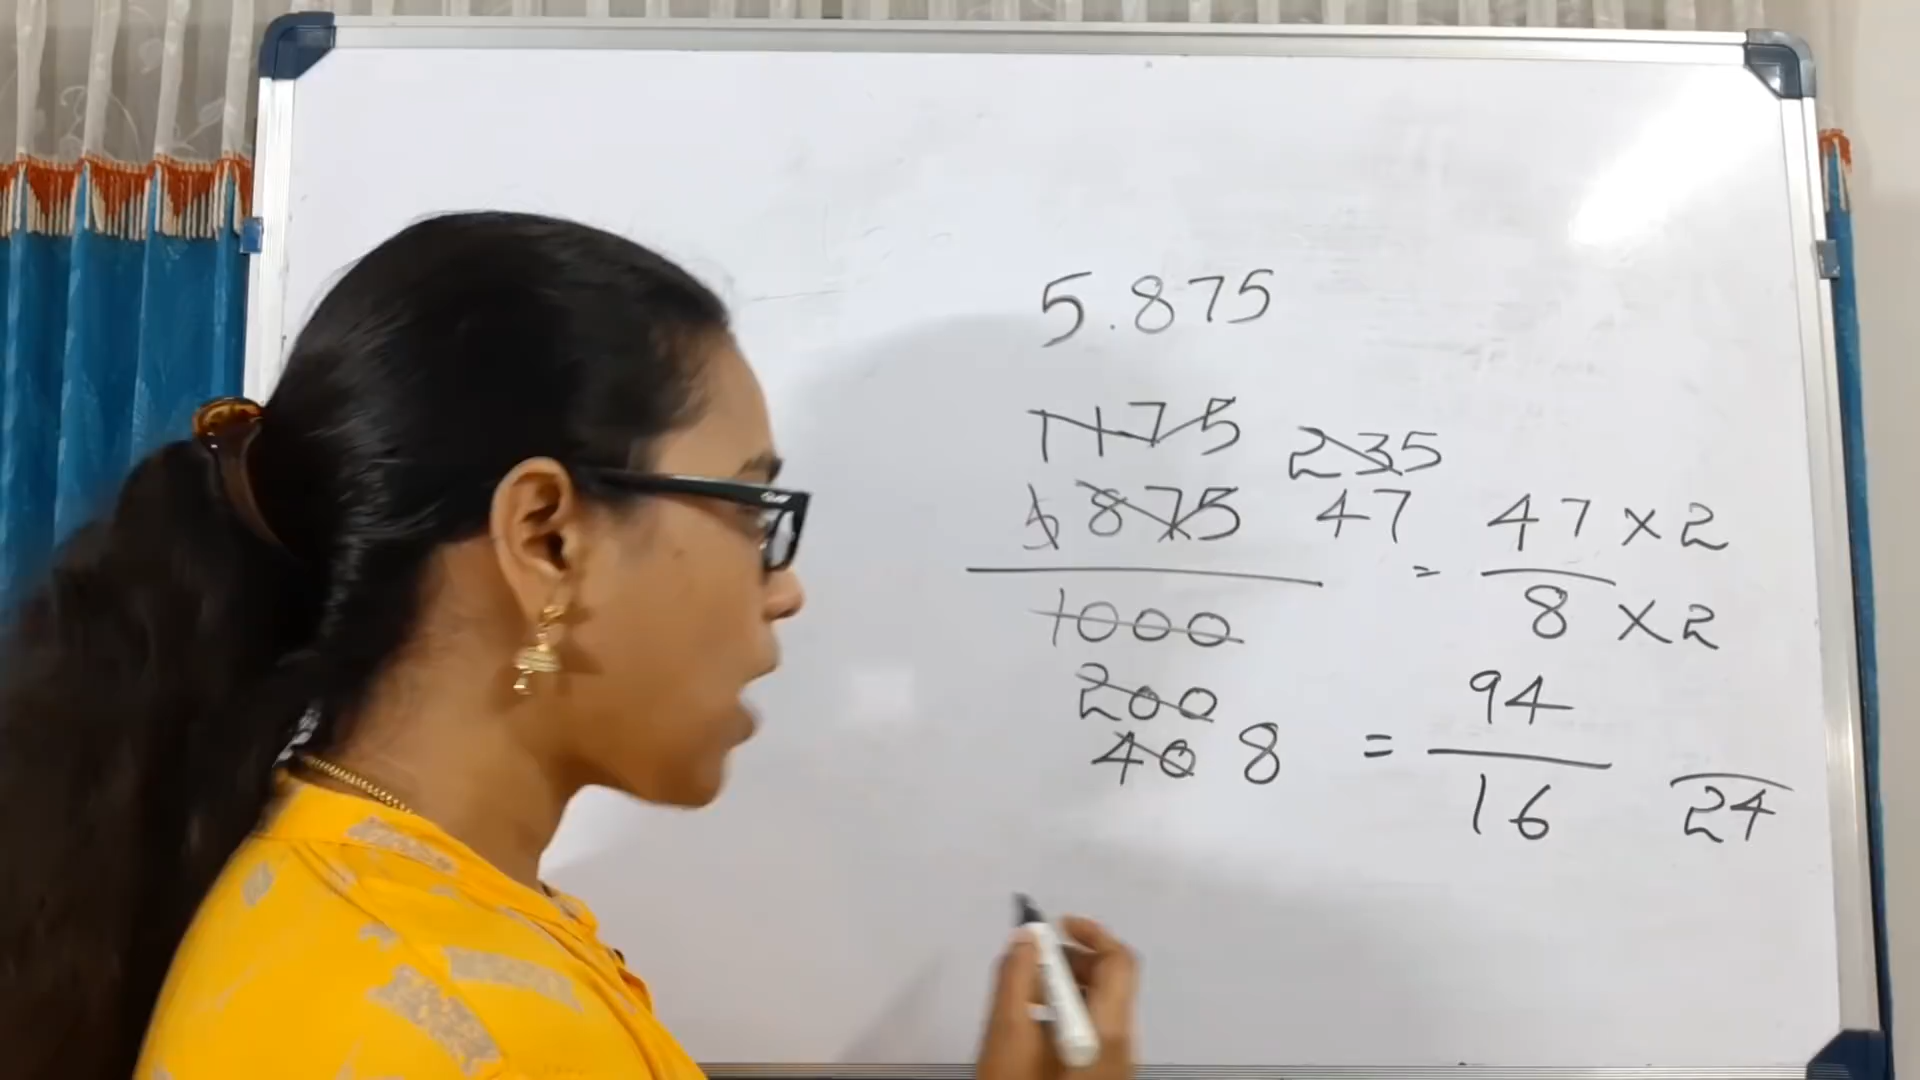 5.875
1175 235
5875 47 = 47 × 2
1000 8 × 2
200 94
40 8 = 16 24